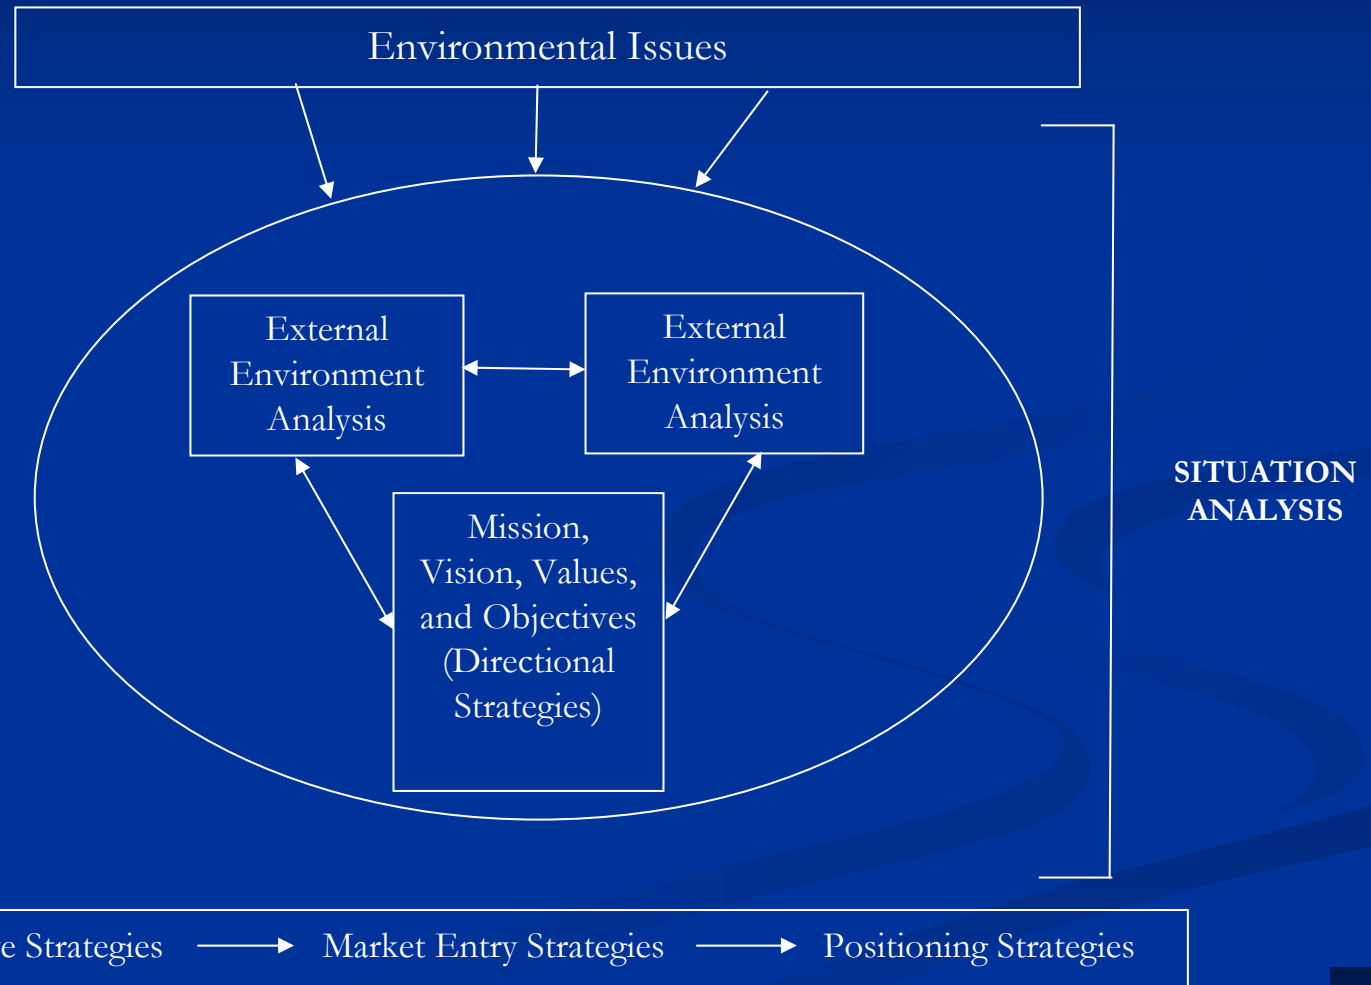 Environmental Issues
External
Environment
Analysis
External
Environment
Analysis
Mission,
Vision, Values,
and Objectives
(Directional
Strategies)
SITUATION
ANALYSIS
Strategies Market Entry Strategies Positioning Strategies